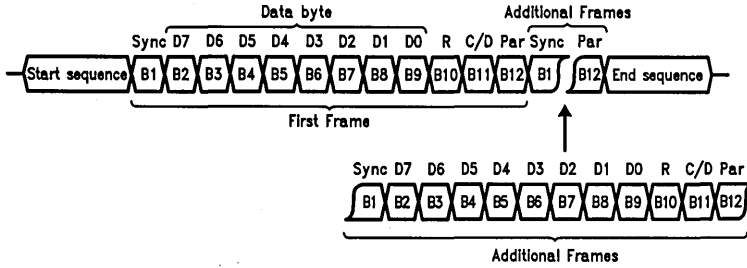 Data byte Additional Frames
Sync D7 D6 D5 D4 D3 D2 D1 D0 R C/D Par Sync Par
Start sequence B1 B2 B3 B4 B5 B6 B7 B8 B9 B10 B11 B12 B1 B12 End sequence
First Frame
Sync D7 D6 D5 D4 D3 D2 D1 D0 R C/D Par
B1 B2 B3 B4 B5 B6 B7 B8 B9 B10 B11 B12
Additional Frames